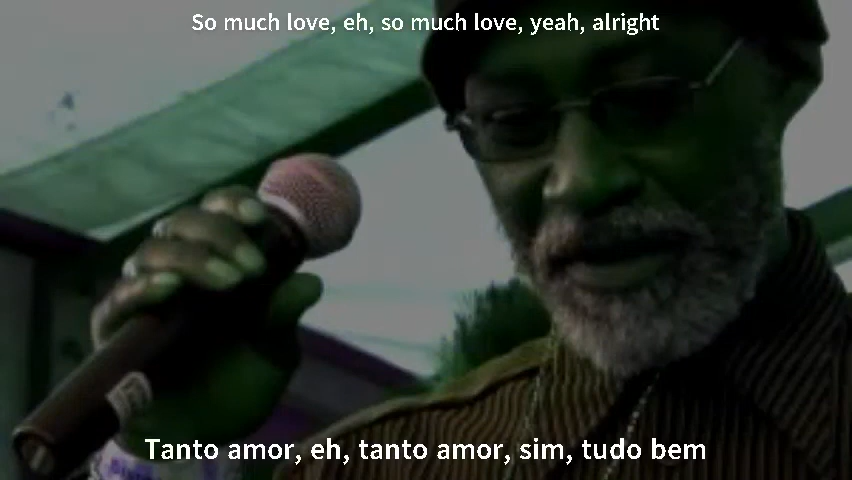 So much love, eh, so much love, yeah, alright
Tanto amor, eh, tanto amor, sim, tudo bem